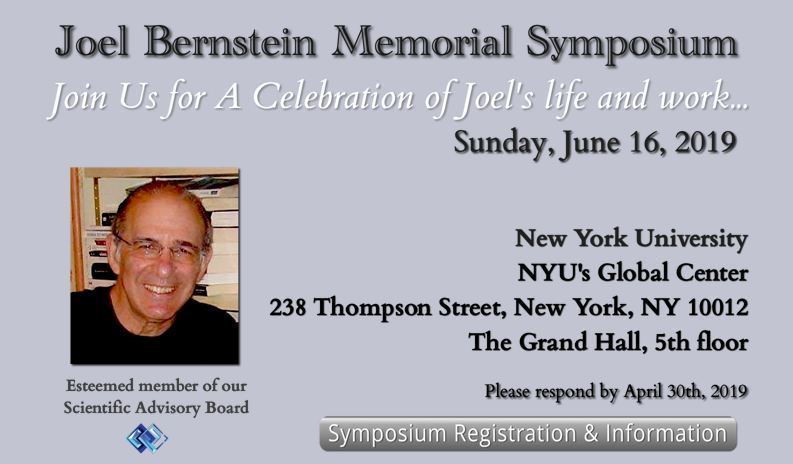 Joel Bernstein Memorial Symposium
Join Us for A Celebration of Joel's life and work...
Sunday, June 16, 2019
New York University
NYU's Global Center
238 Thompson Street, New York, NY 10012
The Grand Hall, 5th floor
Esteemed member of our
Scientific Advisory Board
Please respond by April 30th, 2019
Symposium Registration & Information